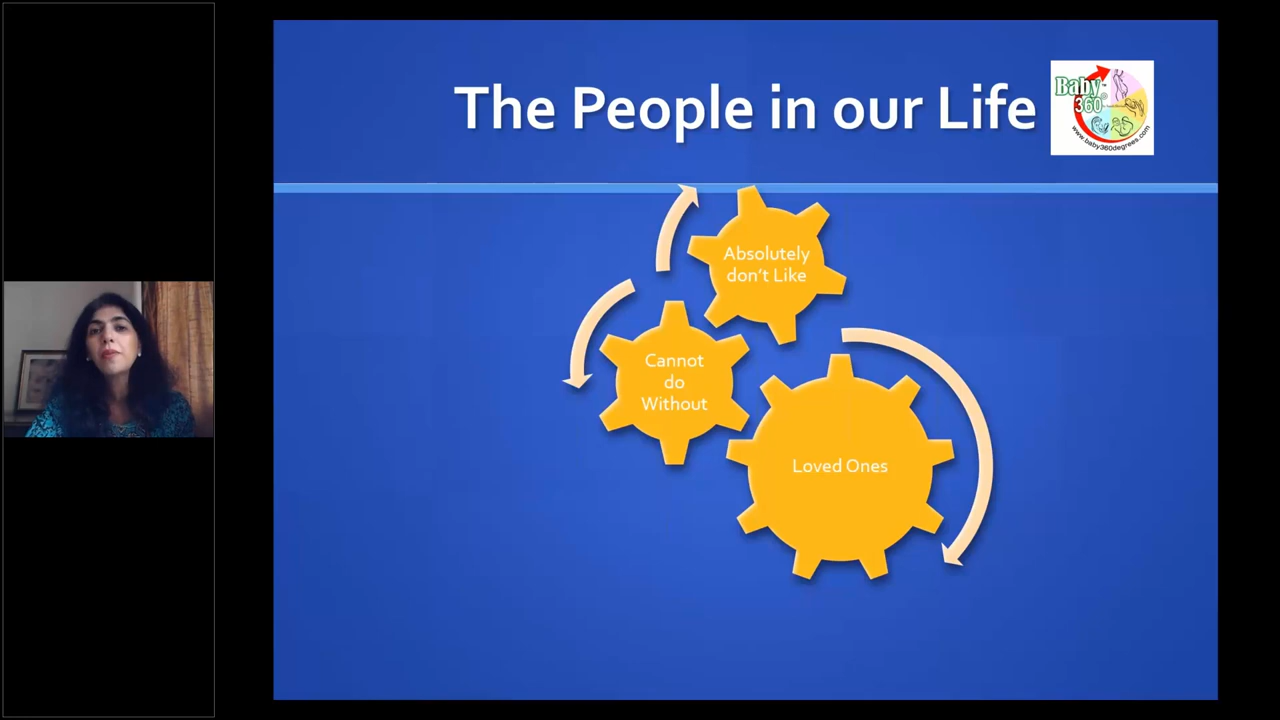 The People in our Life
Baby
360
www.baby360degrees.com
Absolutely
don't Like
Cannot
do
Without
Loved Ones